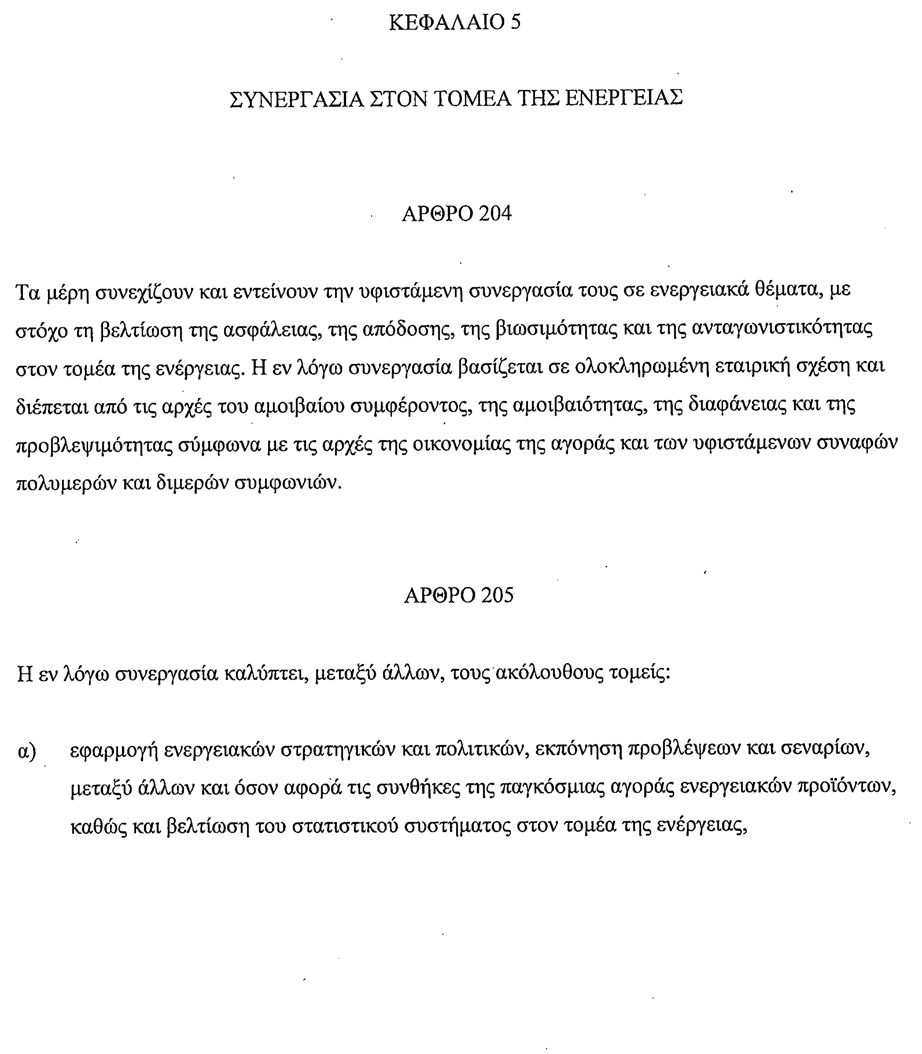 ΚΕΦΑΛΑΙΟ 5
ΣΥΝΕΡΓΑΣΙΑ ΣΤΟΝ ΤΟΜΕΑ ΤΗΣ ΕΝΕΡΓΕΙΑΣ
ΑΡΘΡΟ 204
Τα μέρη συνεχίζουν και εντείνουν την υφιστάμενη συνεργασία τους σε ενεργειακά θέματα, με
στόχο τη βελτίωση της ασφάλειας, της απόδοσης, της βιωσιμότητας και της ανταγωνιστικότητας
στον τομέα της ενέργειας. Η εν λόγω συνεργασία βασίζεται σε ολοκληρωμένη εταιρική σχέση και
διέπεται από τις αρχές του αμοιβαίου συμφέροντος, της αμοιβαιότητας, της διαφάνειας και της
προβλεψιμότητας σύμφωνα με τις αρχές της οικονομίας της αγοράς και των υφιστάμενων συναφών
πολυμερών και διμερών συμφωνιών.
ΑΡΘΡΟ 205
Η εν λόγω συνεργασία καλύπτει, μεταξύ άλλων, τους ακόλουθους τομείς:
α) εφαρμογή ενεργειακών στρατηγικών και πολιτικών, εκπόνηση προβλέψεων και σεναρίων,
μεταξύ άλλων και όσον αφορά τις συνθήκες της παγκόσμιας αγοράς ενεργειακών προϊόντων,
καθώς και βελτίωση του στατιστικού συστήματος στον τομέα της ενέργειας,